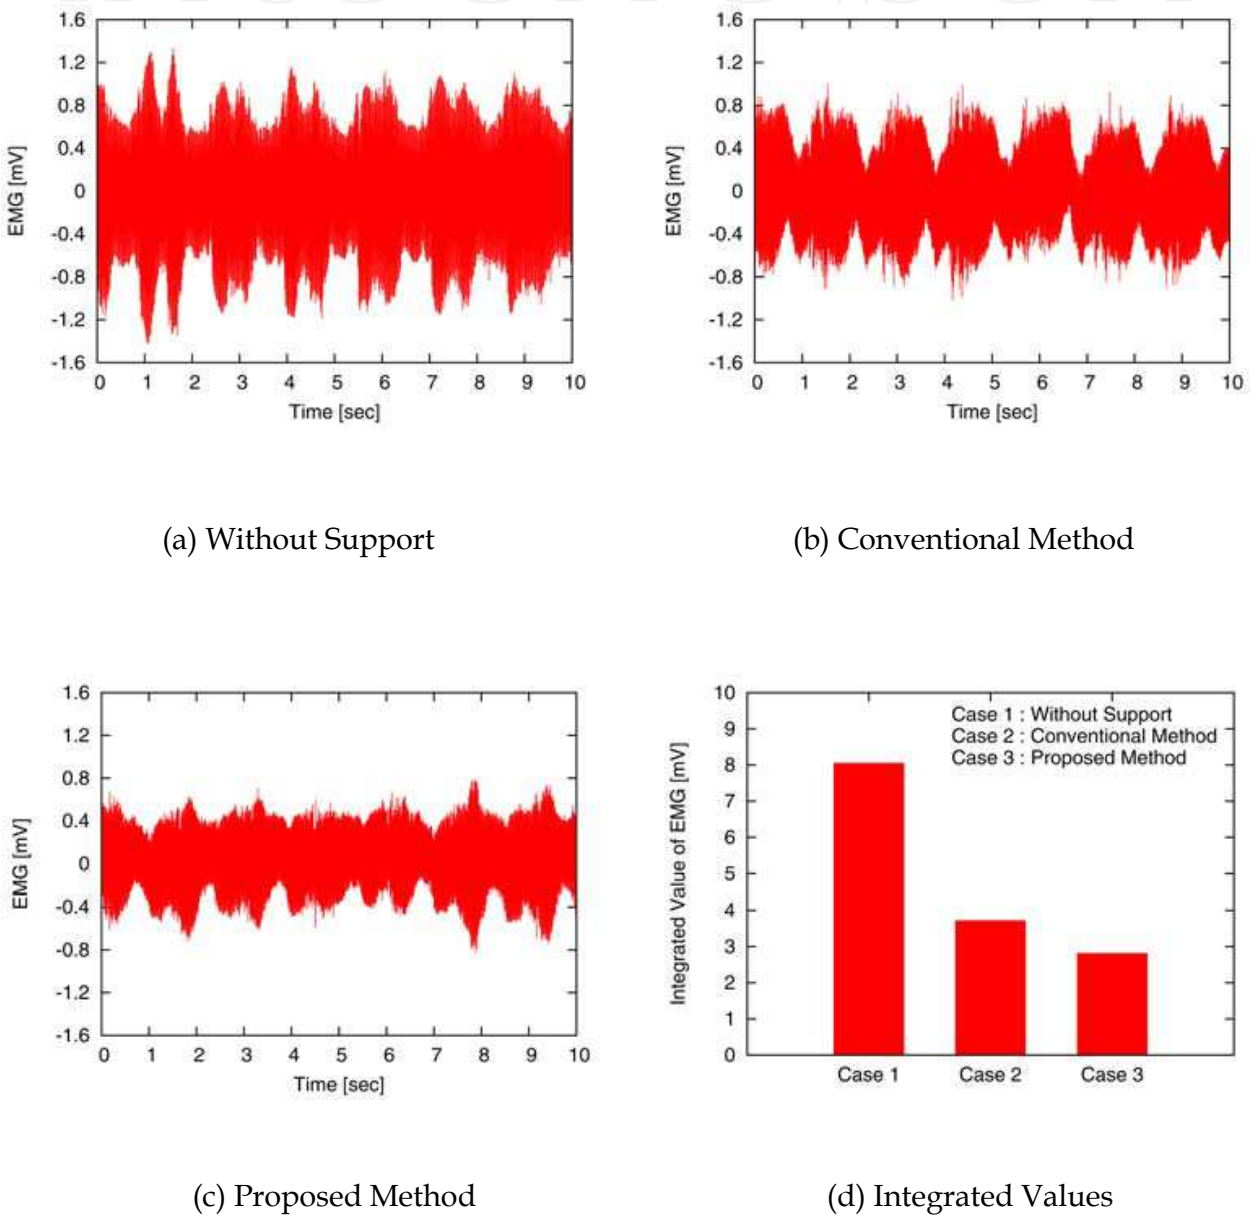 1.6
1.2
0.8
0.4
0
-0.4
-0.8
-1.2
-1.6
EMG [mV]
0 1 2 3 4 5 6 7 8 9 10
Time [sec]
(a) Without Support
1.6
1.2
0.8
0.4
0
-0.4
-0.8
-1.2
-1.6
EMG [mV]
0 1 2 3 4 5 6 7 8 9 10
Time [sec]
(b) Conventional Method
1.6
1.2
0.8
0.4
0
-0.4
-0.8
-1.2
-1.6
EMG [mV]
0 1 2 3 4 5 6 7 8 9 10
Time [sec]
(c) Proposed Method
10
9
8
7
6
5
4
3
2
1
0
Integrated Value of EMG [mV]
Case 1 : Without Support
Case 2 : Conventional Method
Case 3 : Proposed Method
Case 1 Case 2 Case 3
(d) Integrated Values